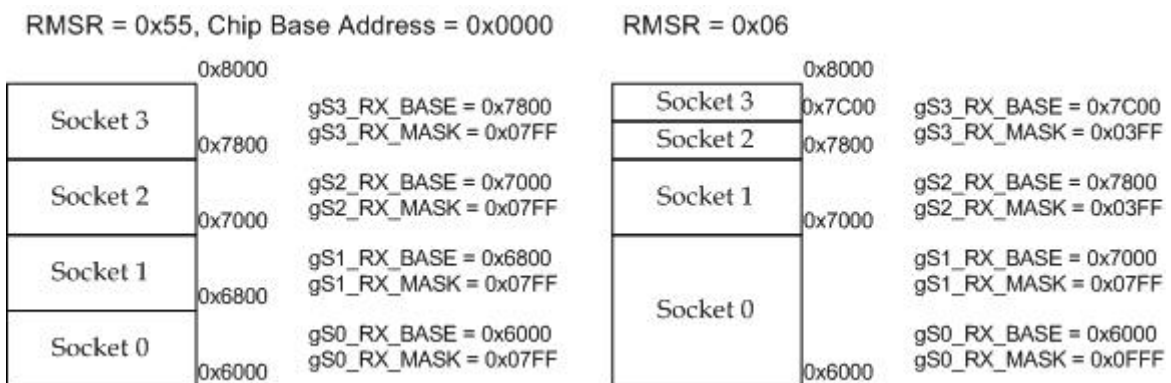 RMSR = 0x55, Chip Base Address = 0x0000
0x8000
Socket 3
gS3_RX_BASE = 0x7800
gS3_RX_MASK = 0x07FF
0x7800
Socket 2
gS2_RX_BASE = 0x7000
gS2_RX_MASK = 0x07FF
0x7000
Socket 1
gS1_RX_BASE = 0x6800
gS1_RX_MASK = 0x07FF
0x6800
Socket 0
gS0_RX_BASE = 0x6000
gS0_RX_MASK = 0x07FF
0x6000
RMSR = 0x06
0x8000
Socket 3
0x7C00
gS3_RX_BASE = 0x7C00
gS3_RX_MASK = 0x03FF
Socket 2
0x7800
gS2_RX_BASE = 0x7800
gS2_RX_MASK = 0x03FF
Socket 1
0x7000
gS1_RX_BASE = 0x7000
gS1_RX_MASK = 0x07FF
Socket 0
gS0_RX_BASE = 0x6000
gS0_RX_MASK = 0x0FFF
0x6000